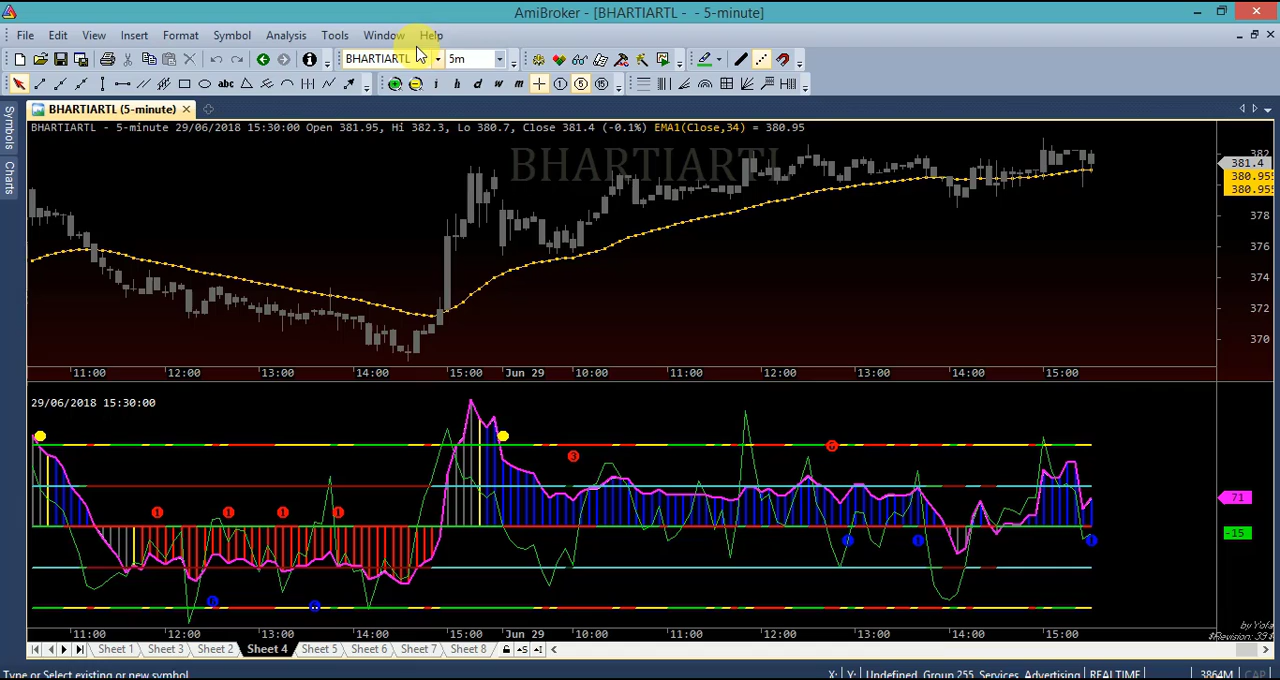 AmiBroker - [BHARTIARTL - - 5-minute]
File Edit View Insert Format Symbol Analysis Tools Window Help
BHARTIARTL 5m
abc i h d w m 1 5 15
BHARTIARTL (5-minute)
Symbols
Charts
BHARTIARTL - 5-minute 29/06/2018 15:30:00 Open 381.95, Hi 382.3, Lo 380.7, Close 381.4 (-0.1%) EMA1(Close,34) = 380.95
BHARTIARTL
382
381.4
380.95
380.95
378
376
374
372
370
11:00 12:00 13:00 14:00 15:00 Jun 29 10:00 11:00 12:00 13:00 14:00 15:00
29/06/2018 15:30:00
71
-15
11:00 12:00 13:00 14:00 15:00 Jun 29 10:00 11:00 12:00 13:00 14:00 15:00
Sheet 1 Sheet 3 Sheet 2 Sheet 4 Sheet 5 Sheet 6 Sheet 7 Sheet 8
Type or Select existing or new symbol X: Y: Undefined, Group 255, Services, Advertising REALTIME 3864M CAP